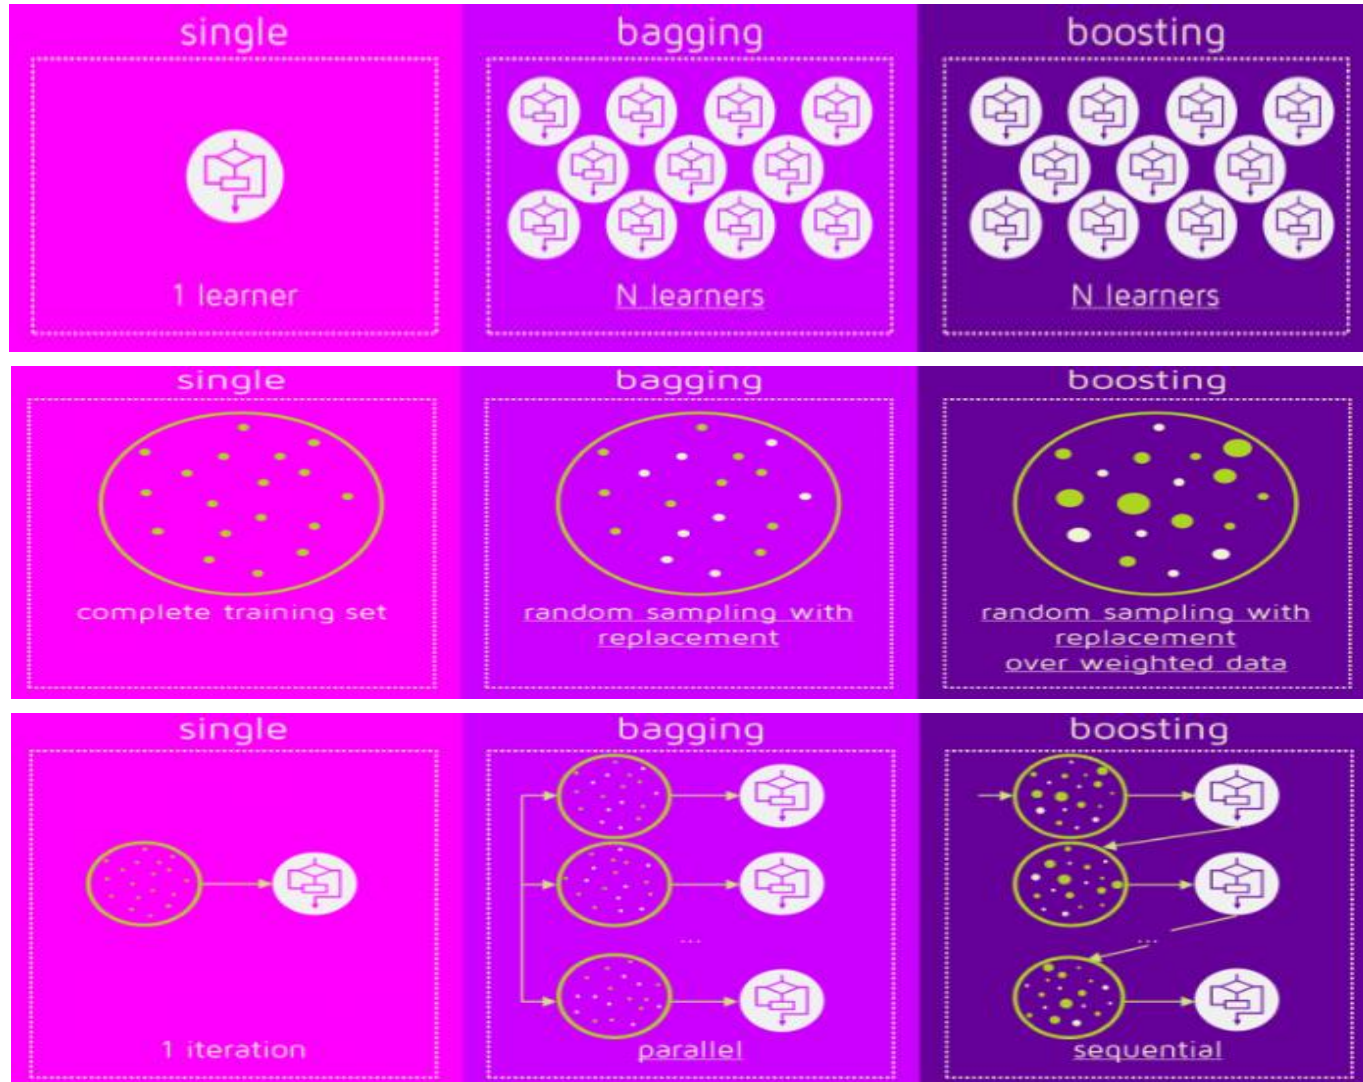 single
bagging
boosting
1 learner
N learners
N learners
single
bagging
boosting
complete training set
random sampling with
replacement
random sampling with
replacement
over weighted data
single
bagging
boosting
...
...
1 iteration
parallel
sequential